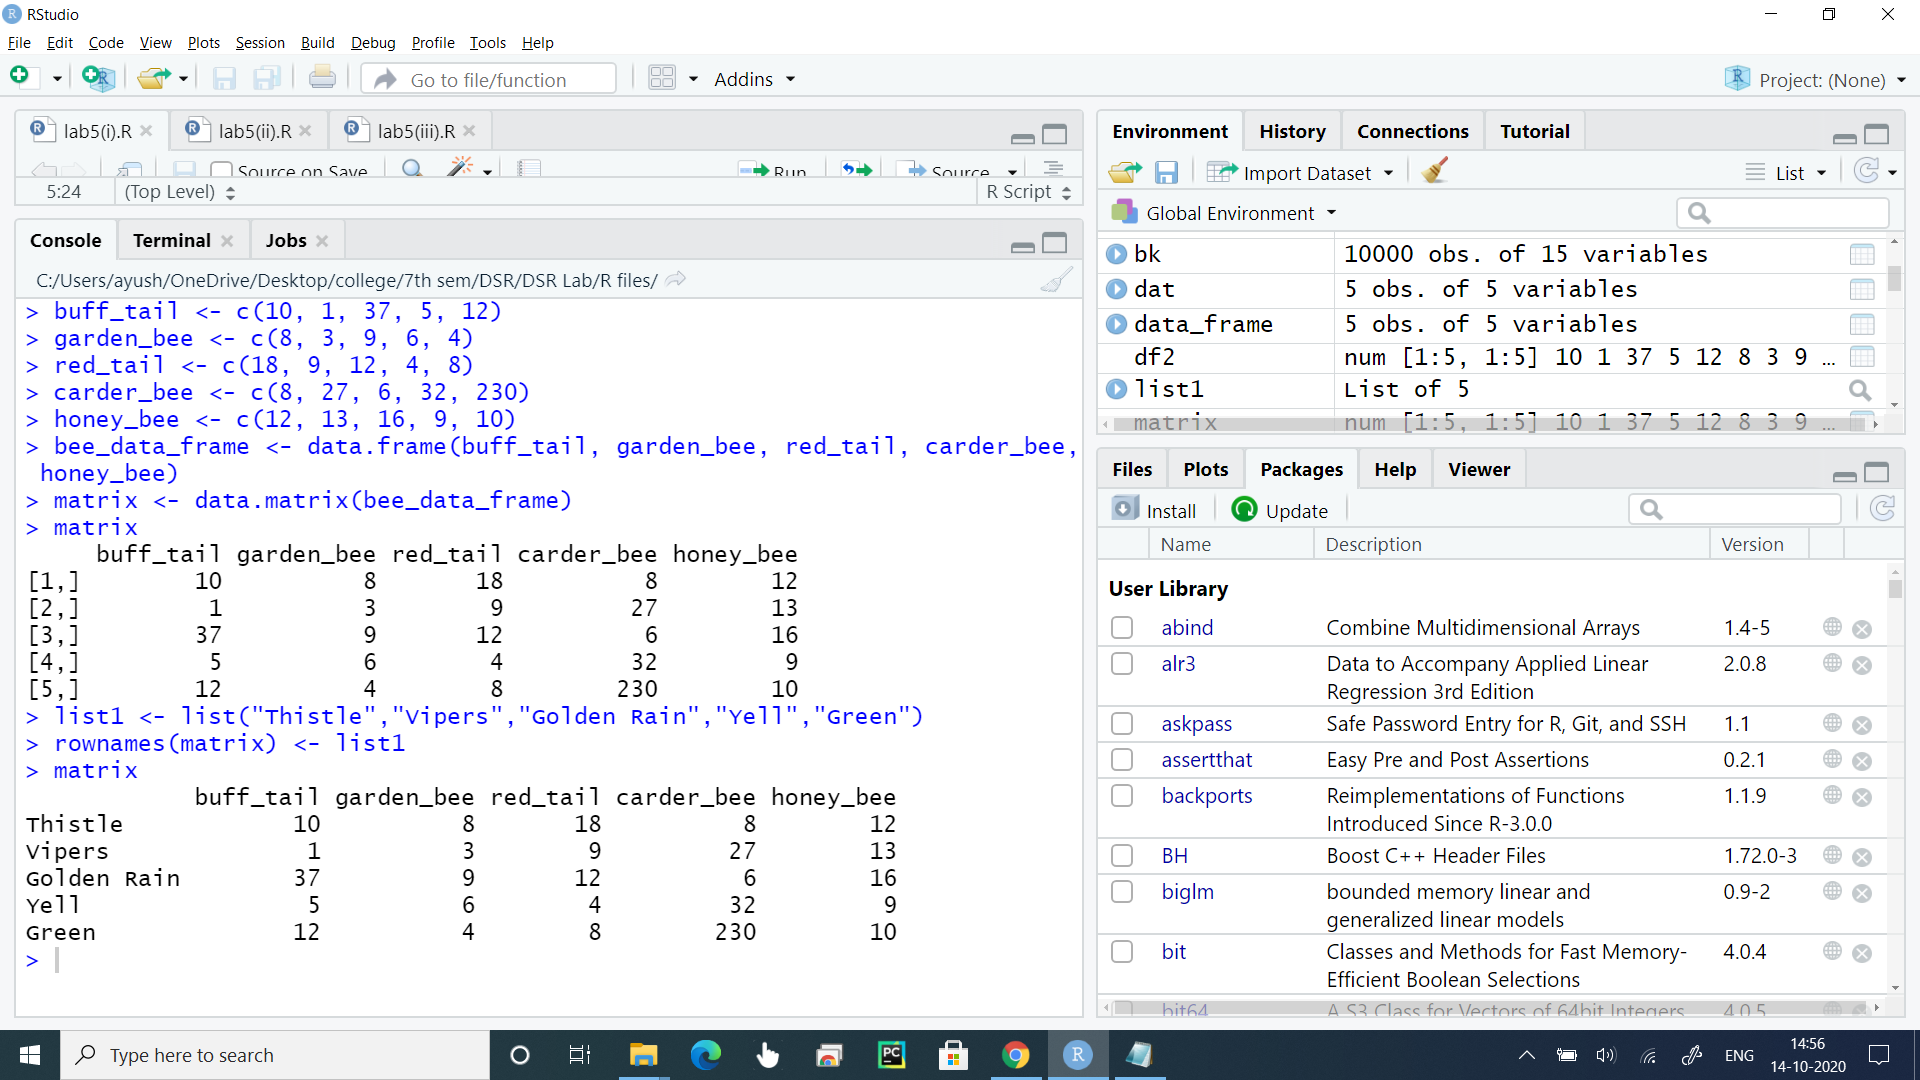 RStudio
File Edit Code View Plots Session Build Debug Profile Tools Help
Go to file/function Addins Project: (None)
lab5(i).R lab5(ii).R lab5(iii).R
Source on Save Run Source
5:24 (Top Level) R Script
Console Terminal Jobs
C:/Users/ayush/OneDrive/Desktop/college/7th sem/DSR/DSR Lab/R files/
> buff_tail <- c(10, 1, 37, 5, 12)
> garden_bee <- c(8, 3, 9, 6, 4)
> red_tail <- c(18, 9, 12, 4, 8)
> carder_bee <- c(8, 27, 6, 32, 230)
> honey_bee <- c(12, 13, 16, 9, 10)
> bee_data_frame <- data.frame(buff_tail, garden_bee, red_tail, carder_bee,
honey_bee)
> matrix <- data.matrix(bee_data_frame)
> matrix
buff_tail garden_bee red_tail carder_bee honey_bee
[1,] 10 8 18 8 12
[2,] 1 3 9 27 13
[3,] 37 9 12 6 16
[4,] 5 6 4 32 9
[5,] 12 4 8 230 10
> list1 <- list("Thistle","Vipers","Golden Rain","Yell","Green")
> rownames(matrix) <- list1
> matrix
buff_tail garden_bee red_tail carder_bee honey_bee
Thistle 10 8 18 8 12
Vipers 1 3 9 27 13
Golden Rain 37 9 12 6 16
Yell 5 6 4 32 9
Green 12 4 8 230 10
>
Environment History Connections Tutorial
Import Dataset List
Global Environment
bk 10000 obs. of 15 variables
dat 5 obs. of 5 variables
data_frame 5 obs. of 5 variables
df2 num [1:5, 1:5] 10 1 37 5 12 8 3 9 ...
list1 List of 5
matrix num [1:5, 1:5] 10 1 37 5 12 8 3 9 ...
Files Plots Packages Help Viewer
Install Update
Name Description Version
User Library
abind Combine Multidimensional Arrays 1.4-5
alr3 Data to Accompany Applied Linear 2.0.8
Regression 3rd Edition
askpass Safe Password Entry for R, Git, and SSH 1.1
assertthat Easy Pre and Post Assertions 0.2.1
backports Reimplementations of Functions 1.1.9
Introduced Since R-3.0.0
BH Boost C++ Header Files 1.72.0-3
biglm bounded memory linear and 0.9-2
generalized linear models
bit Classes and Methods for Fast Memory- 4.0.4
Efficient Boolean Selections
bit64 A S3 Class for Vectors of 64bit Integers 4.0.5
Type here to search
PC
R
ENG
14:56
14-10-2020